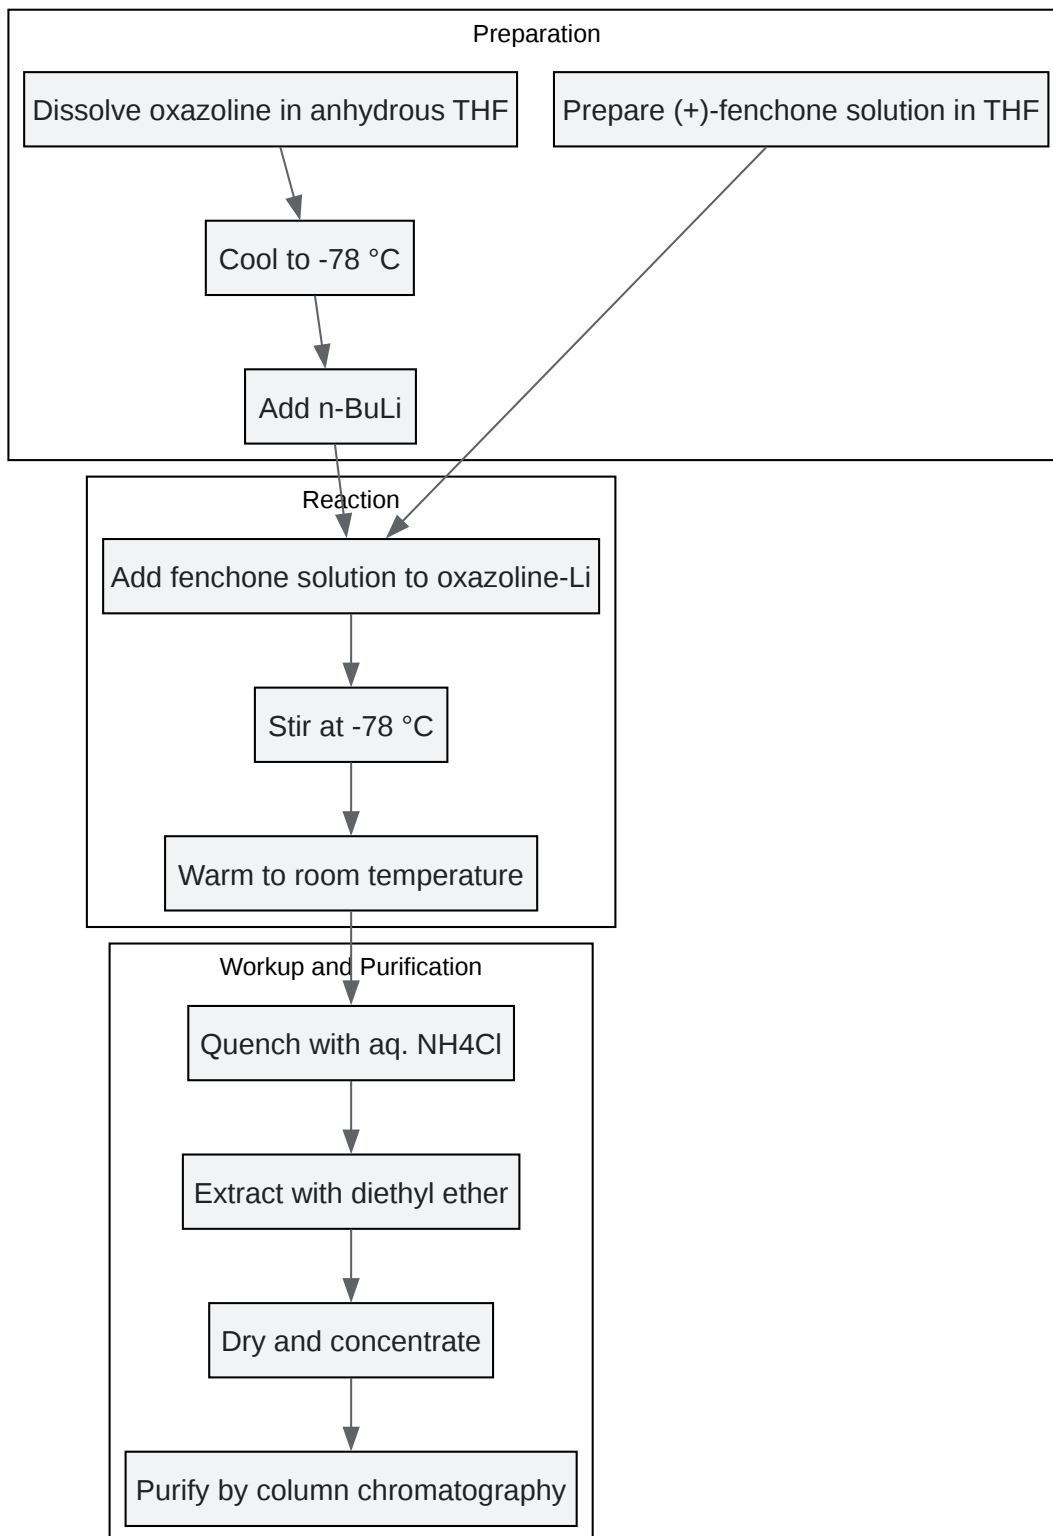 Preparation
Dissolve oxazoline in anhydrous THF
Prepare (+)-fenchone solution in THF
Cool to -78 °C
Add n-BuLi
Reaction
Add fenchone solution to oxazoline-Li
Stir at -78 °C
Warm to room temperature
Workup and Purification
Quench with aq. NH4Cl
Extract with diethyl ether
Dry and concentrate
Purify by column chromatography